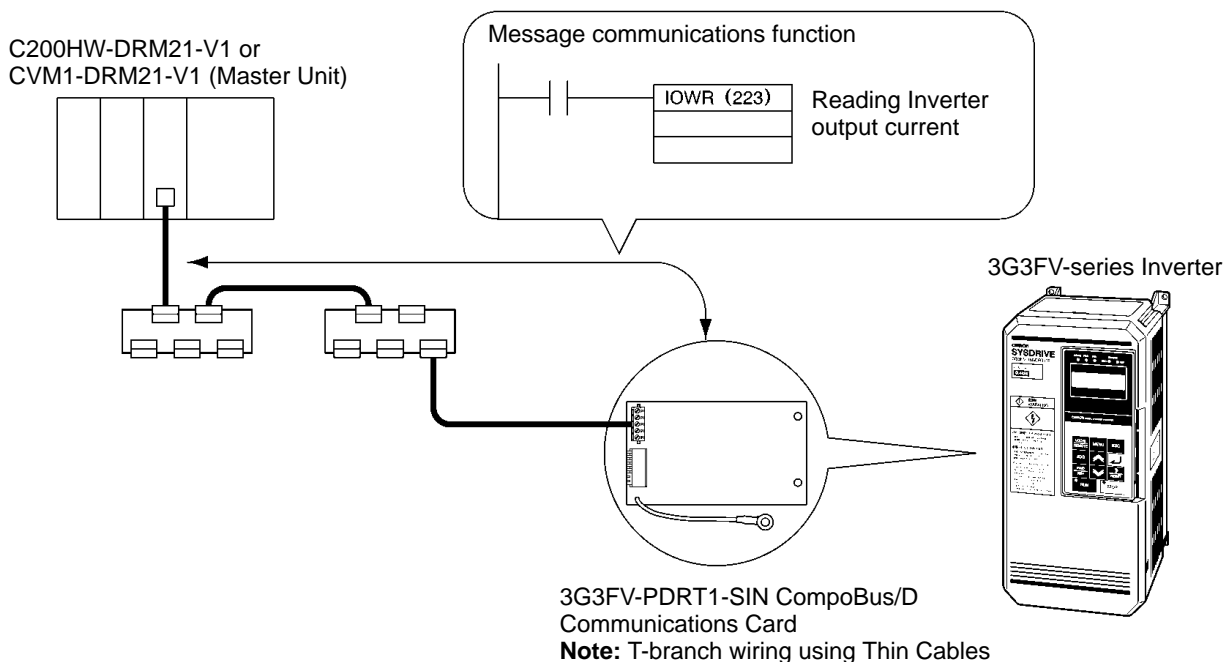 C200HW-DRM21-V1 or
CVM1-DRM21-V1 (Master Unit)
Message communications function
IOWR (223)
Reading Inverter
output current
3G3FV-series Inverter
OMRON
SYSDRIVE
3G3FV-PDRT1-SIN CompoBus/D
Communications Card
Note: T-branch wiring using Thin Cables